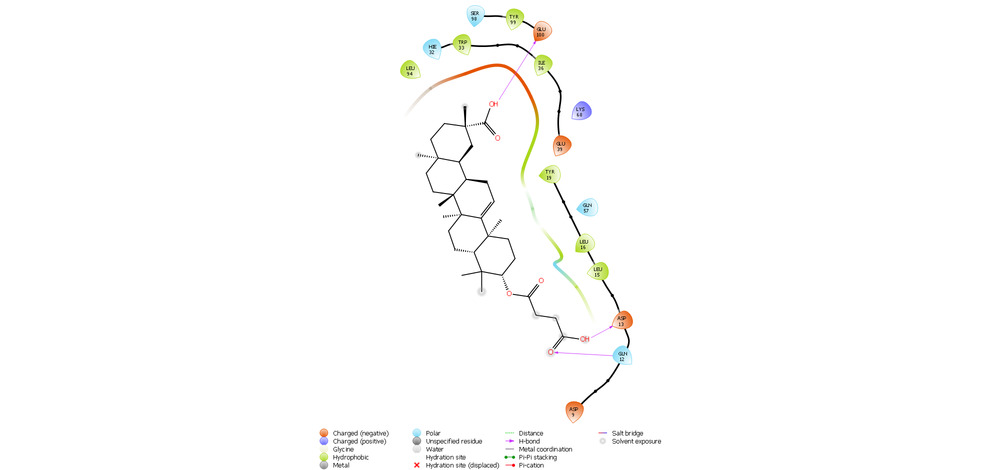 SER
98
TYR
99
GLU
100
HIE
32
TRP
33
ILE
36
LEU
94
LYS
60
OH
O
GLU
39
TYR
19
GLN
57
LEU
16
LEU
15
O
O
ASP
13
OH
O
GLN
12
ASP
9
Charged (negative)
Charged (positive)
Glycine
Hydrophobic
Metal
Polar
Unspecified residue
Water
Hydration site
Hydration site (displaced)
Distance
H-bond
Metal coordination
Pi-Pi stacking
Pi-cation
Salt bridge
Solvent exposure